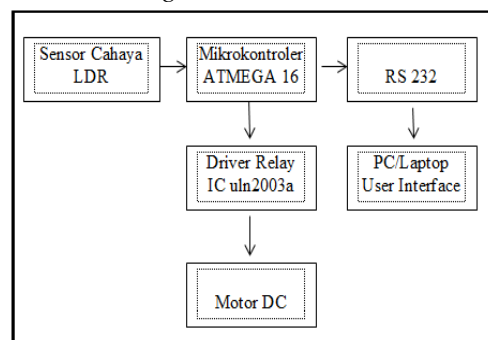 Sensor Cahaya
LDR
Mikrokontroler
ATMEGA 16
RS 232
Driver Relay
IC uln2003a
PC/Laptop
User Interface
Motor DC